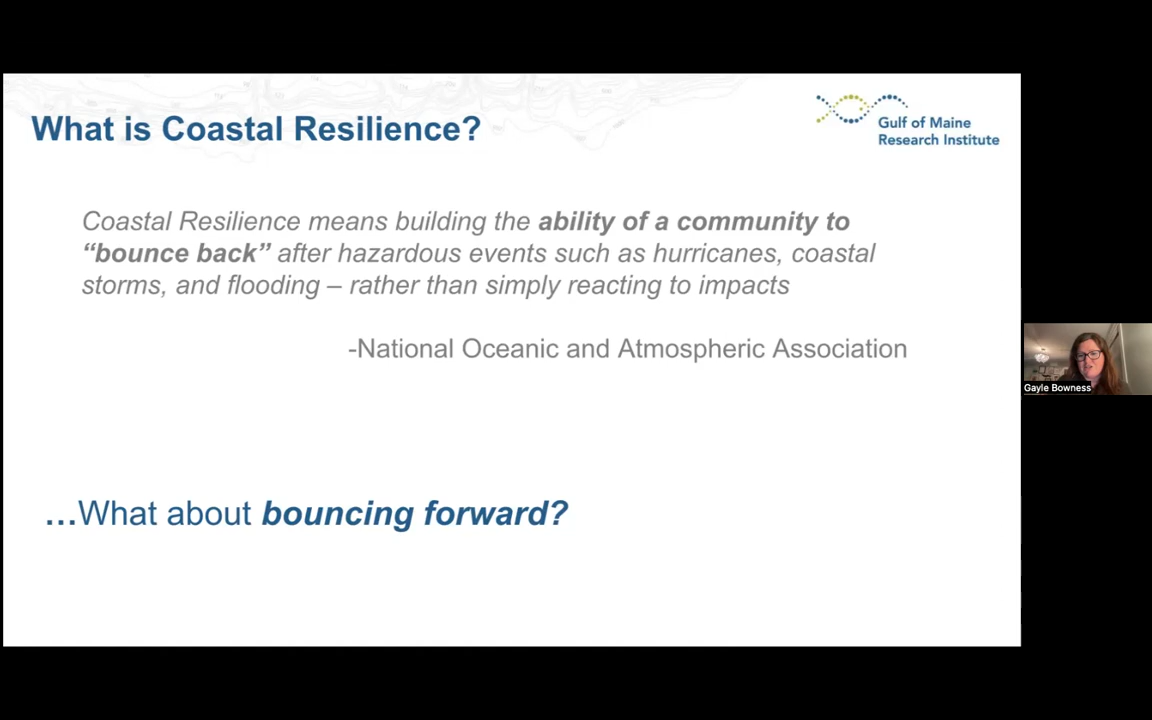 What is Coastal Resilience?
Gulf of Maine
Research Institute
Coastal Resilience means building the ability of a community to
“bounce back” after hazardous events such as hurricanes, coastal
storms, and flooding – rather than simply reacting to impacts
-National Oceanic and Atmospheric Association
Gayle Bowness
…What about bouncing forward?